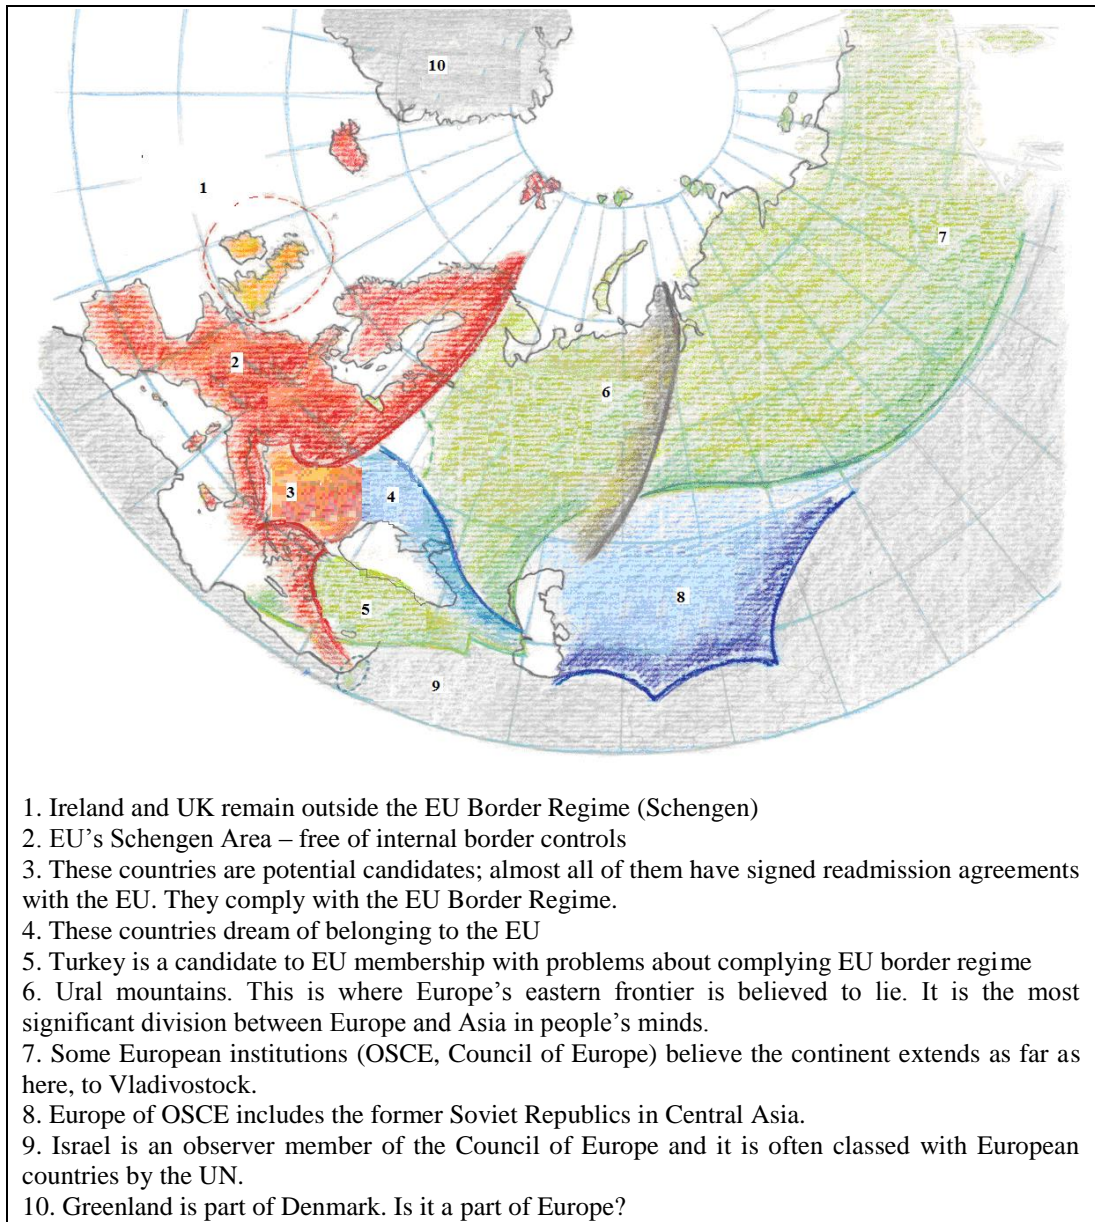 10
1
7
2
6
3
4
8
5
9
1. Ireland and UK remain outside the EU Border Regime (Schengen)
2. EU’s Schengen Area – free of internal border controls
3. These countries are potential candidates; almost all of them have signed readmission agreements
with the EU. They comply with the EU Border Regime.
4. These countries dream of belonging to the EU
5. Turkey is a candidate to EU membership with problems about complying EU border regime
6. Ural mountains. This is where Europe’s eastern frontier is believed to lie. It is the most
significant division between Europe and Asia in people’s minds.
7. Some European institutions (OSCE, Council of Europe) believe the continent extends as far as
here, to Vladivostock.
8. Europe of OSCE includes the former Soviet Republics in Central Asia.
9. Israel is an observer member of the Council of Europe and it is often classed with European
countries by the UN.
10. Greenland is part of Denmark. Is it a part of Europe?